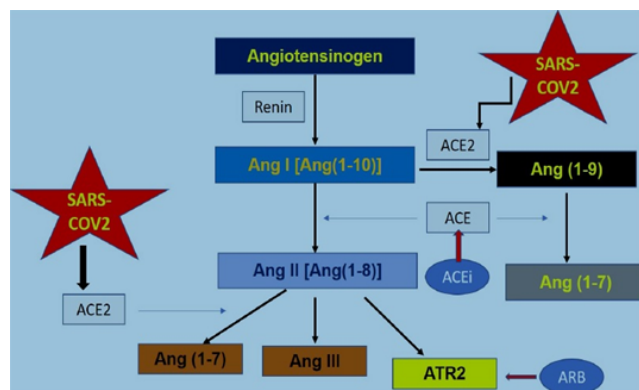 Angiotensinogen
SARS-
COV2
Renin
ACE2
Ang I [Ang(1-10)]
Ang (1-9)
SARS-
COV2
ACE
Ang II [Ang(1-8)]
ACEi
Ang (1-7)
ACE2
Ang (1-7)
Ang III
ATR2
ARB